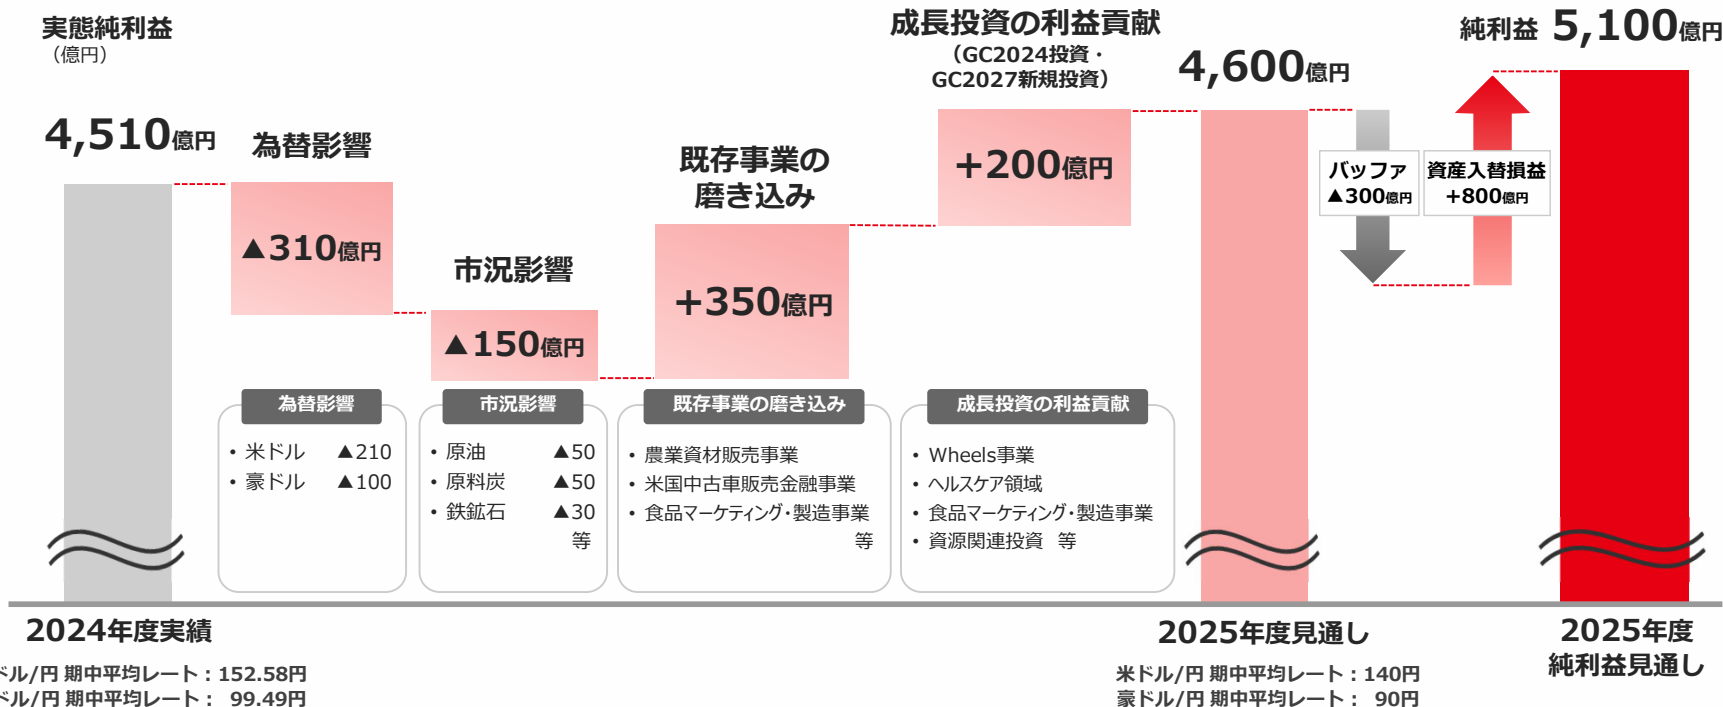 実態純利益
（億円）
4,510億円
為替影響
▲310億円
市況影響
▲150億円
既存事業の
磨き込み
+350億円
成長投資の利益貢献
（GC2024投資・
GC2027新規投資）
+200億円
4,600億円
バッファ
▲300億円
資産入替損益
+800億円
純利益 5,100億円
為替影響
• 米ドル ▲210
• 豪ドル ▲100
市況影響
• 原油 ▲50
• 原料炭 ▲50
• 鉄鉱石 ▲30
等
既存事業の磨き込み
• 農業資材販売事業
• 米国中古車販売金融事業
• 食品マーケティング・製造事業
等
成長投資の利益貢献
• Wheels事業
• ヘルスケア領域
• 食品マーケティング・製造事業
• 資源関連投資 等
2024年度実績
ドル/円 期中平均レート：152.58円
ドル/円 期中平均レート： 99.49円
2025年度見通し
米ドル/円 期中平均レート：140円
豪ドル/円 期中平均レート： 90円
2025年度
純利益見通し